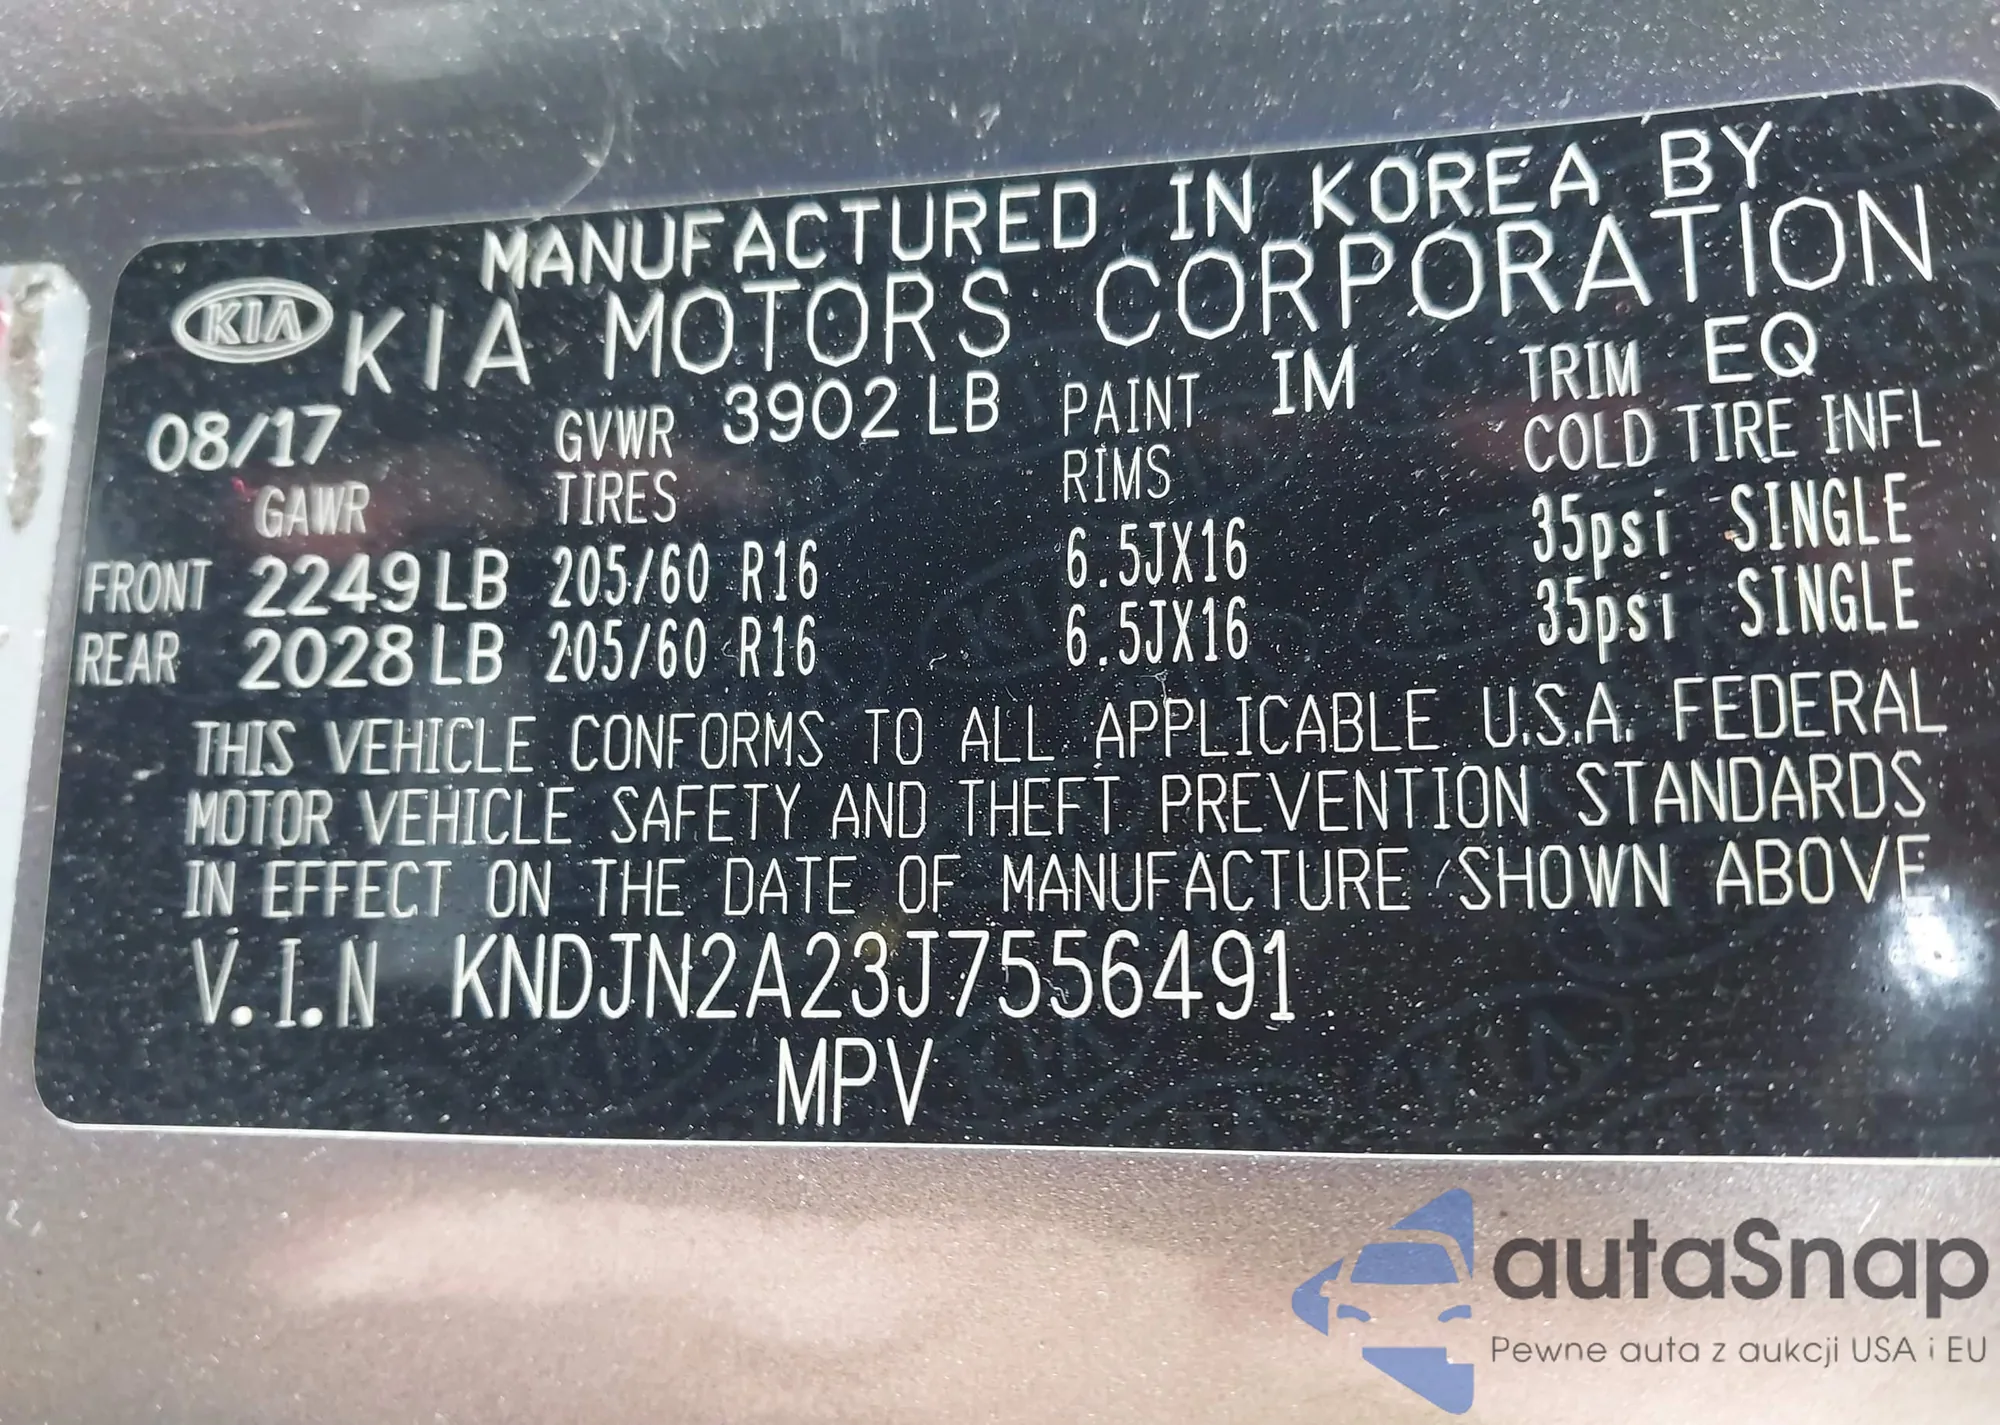 MANUFACTURED IN KOREA BY
KIA KIA MOTORS CORPORATION
08/17 GVWR 3902 LB PAINT IM TRIM EQ
GAWR TIRES RIMS COLD TIRE INFL
FRONT 2249 LB 205/60 R16 6.5JX16 35psi SINGLE
REAR 2028 LB 205/60 R16 6.5JX16 35psi SINGLE
THIS VEHICLE CONFORMS TO ALL APPLICABLE U.S.A. FEDERAL
MOTOR VEHICLE SAFETY AND THEFT PREVENTION STANDARDS
IN EFFECT ON THE DATE OF MANUFACTURE SHOWN ABOVE
V.I.N KNDJN2A23J7556491
MPV
autaSnap
Pewne auta z aukcji USA i EU